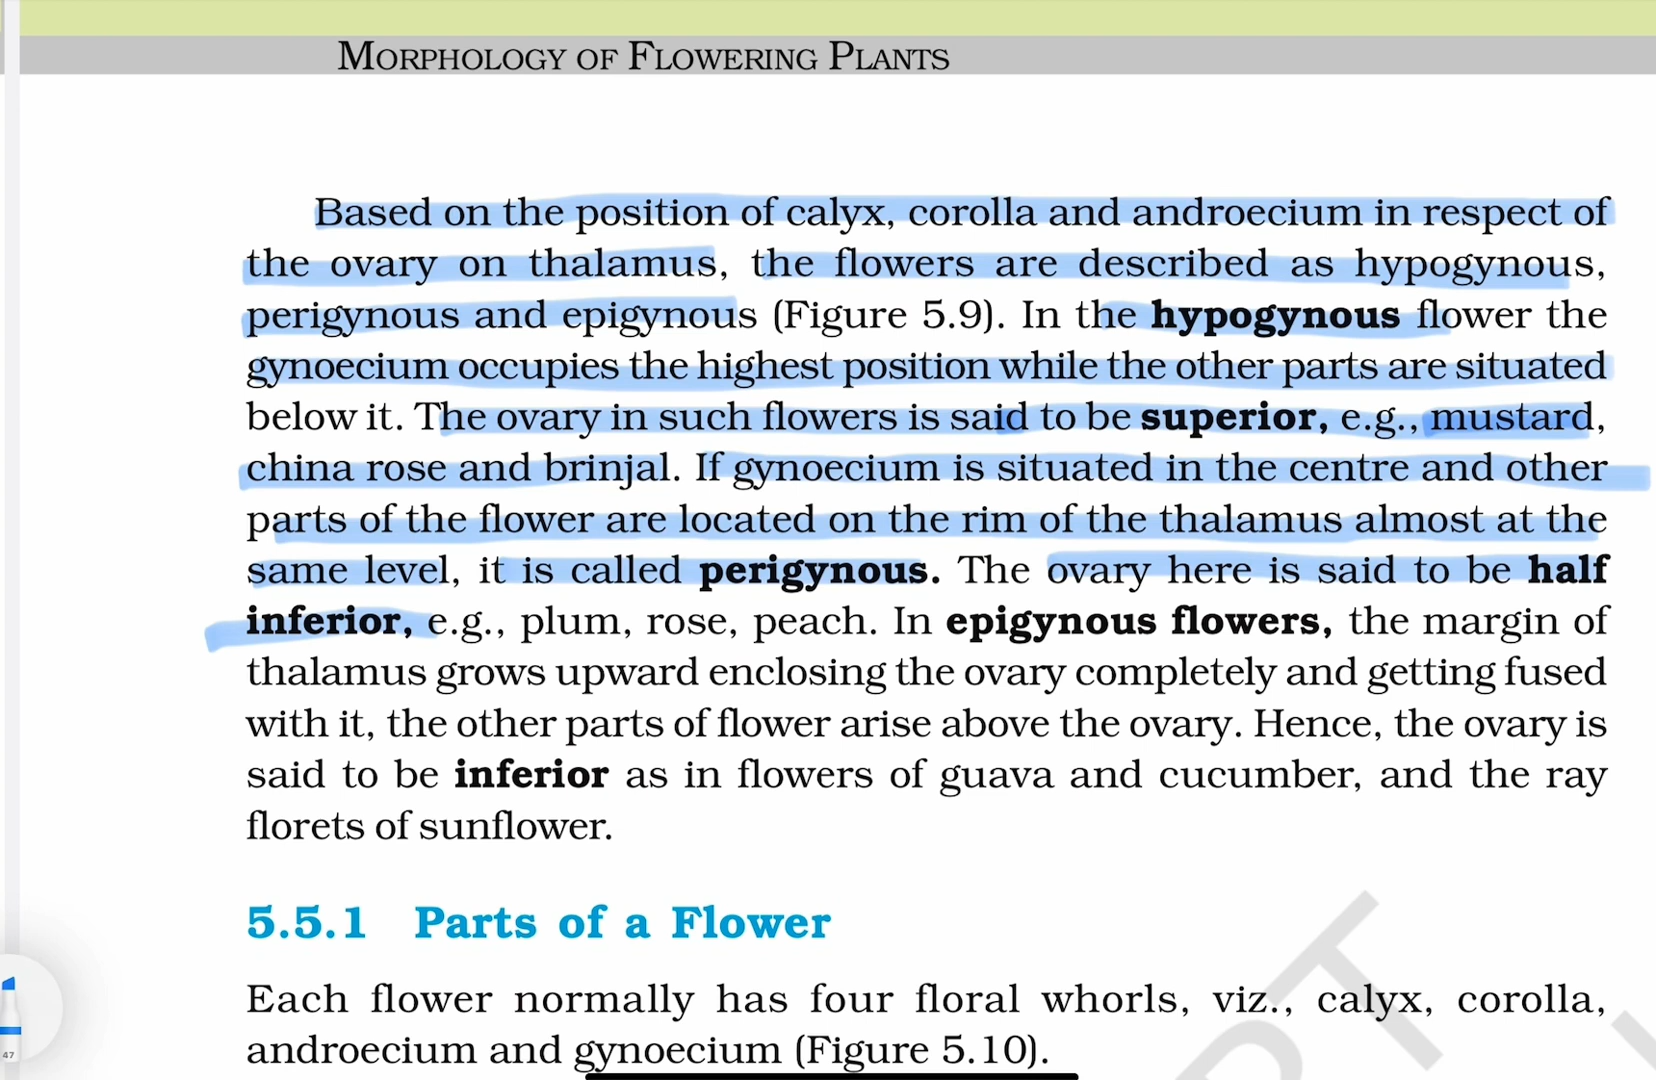 MORPHOLOGY OF FLOWERING PLANTS
Based on the position of calyx, corolla and androecium in respect of
the ovary on thalamus, the flowers are described as hypogynous,
perigynous and epigynous (Figure 5.9). In the hypogynous flower the
gynoecium occupies the highest position while the other parts are situated
below it. The ovary in such flowers is said to be superior, e.g., mustard,
china rose and brinjal. If gynoecium is situated in the centre and other
parts of the flower are located on the rim of the thalamus almost at the
same level, it is called perigynous. The ovary here is said to be half
inferior, e.g., plum, rose, peach. In epigynous flowers, the margin of
thalamus grows upward enclosing the ovary completely and getting fused
with it, the other parts of flower arise above the ovary. Hence, the ovary is
said to be inferior as in flowers of guava and cucumber, and the ray
florets of sunflower.
5.5.1 Parts of a Flower
Each flower normally has four floral whorls, viz., calyx, corolla,
androecium and gynoecium (Figure 5.10).
47